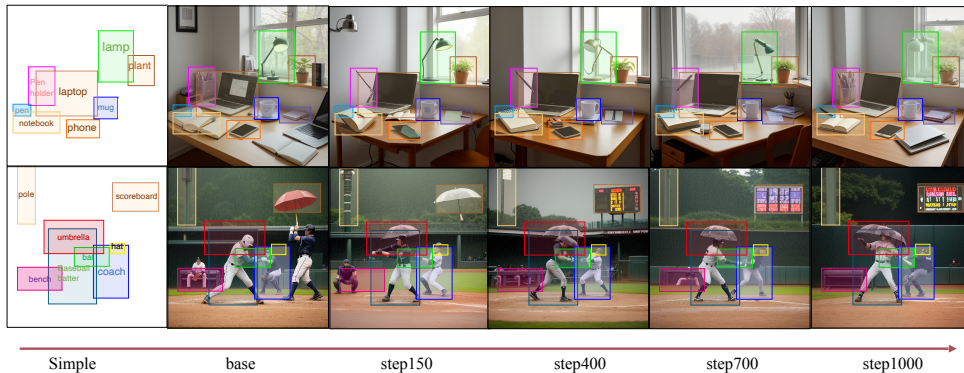 lamp
plant
Pen
holder
laptop
pen
mug
notebook
phone
pole
scoreboard
umbrella
hat
bat
Baseball
batter
coach
bench
Simple
base
step150
step400
step700
step1000